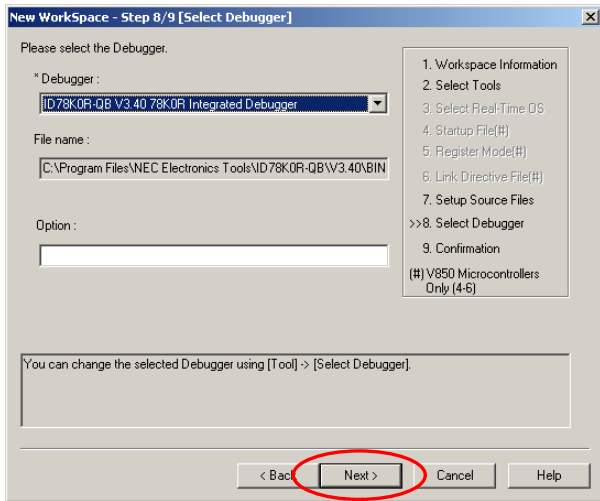 New WorkSpace - Step 8/9 [Select Debugger]
Please select the Debugger.
* Debugger :
ID78K0R-QB V3.40 78K0R Integrated Debugger
File name :
C:\Program Files\NEC Electronics Tools\ID78K0R-QB\V3.40\BIN
Option :
1. Workspace Information
2. Select Tools
3. Select Real-Time OS
4. Startup File(#)
5. Register Mode(#)
6. Link Directive File(#)
7. Setup Source Files
>>8. Select Debugger
9. Confirmation
(#) V850 Microcontrollers
Only (4-6)
You can change the selected Debugger using [Tool] -> [Select Debugger].
< Back
Next >
Cancel
Help